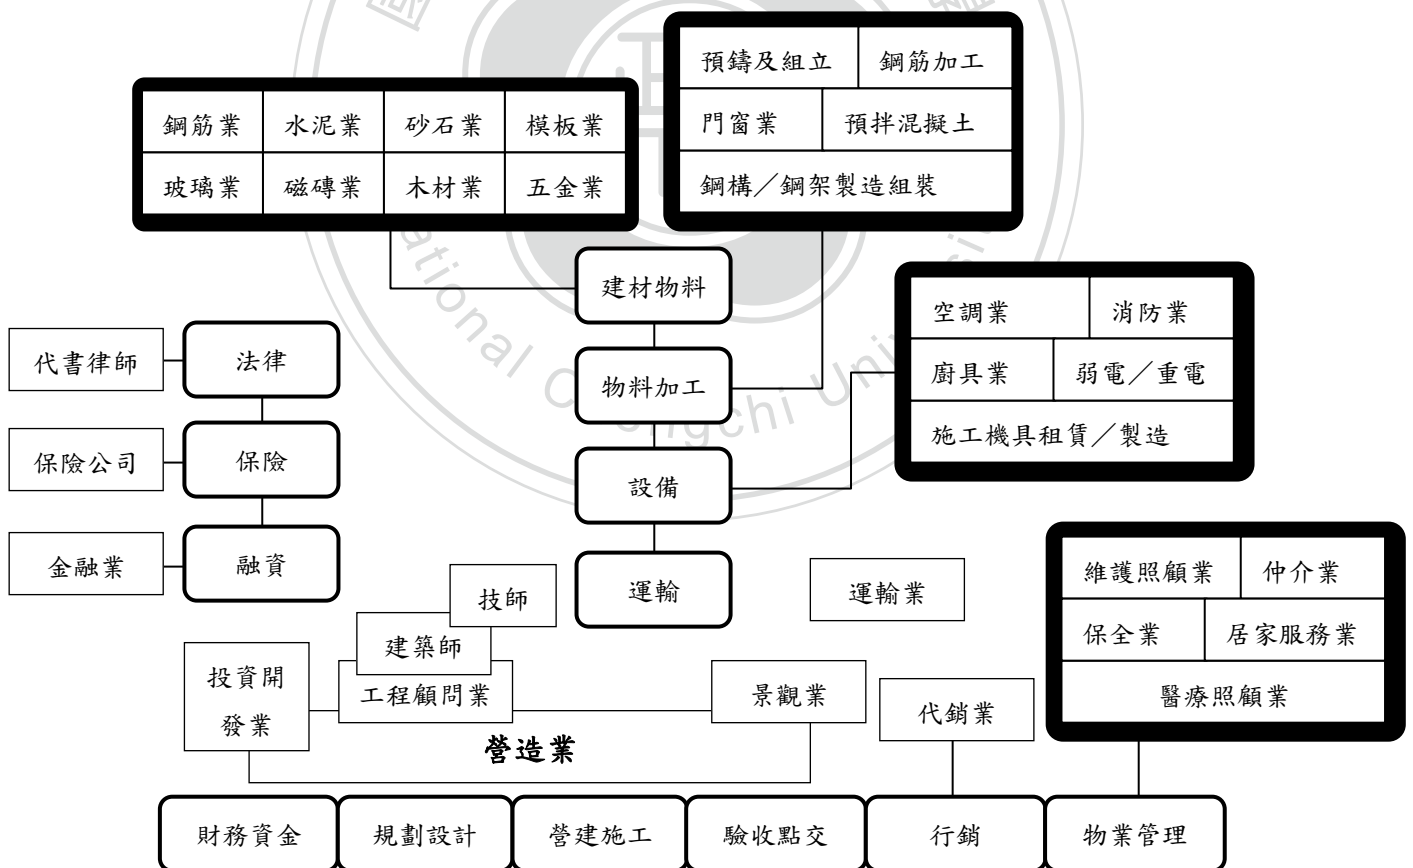 預鑄及組立 鋼筋加工
門窗業 預拌混凝土
鋼構／鋼架製造組裝
鋼筋業 水泥業 砂石業 模板業
玻璃業 磁磚業 木材業 五金業
建材物料
物料加工
設備
運輸
空調業 消防業
廚具業 弱電／重電
施工機具租賃／製造
代書律師 法律
保險公司 保險
金融業 融資
技師
建築師
工程顧問業
投資開
發業
運輸業
景觀業
代銷業
維護照顧業 仲介業
保全業 居家服務業
醫療照顧業
營造業
財務資金 規劃設計 營建施工 驗收點交 行銷 物業管理
ational Chengchi Uni